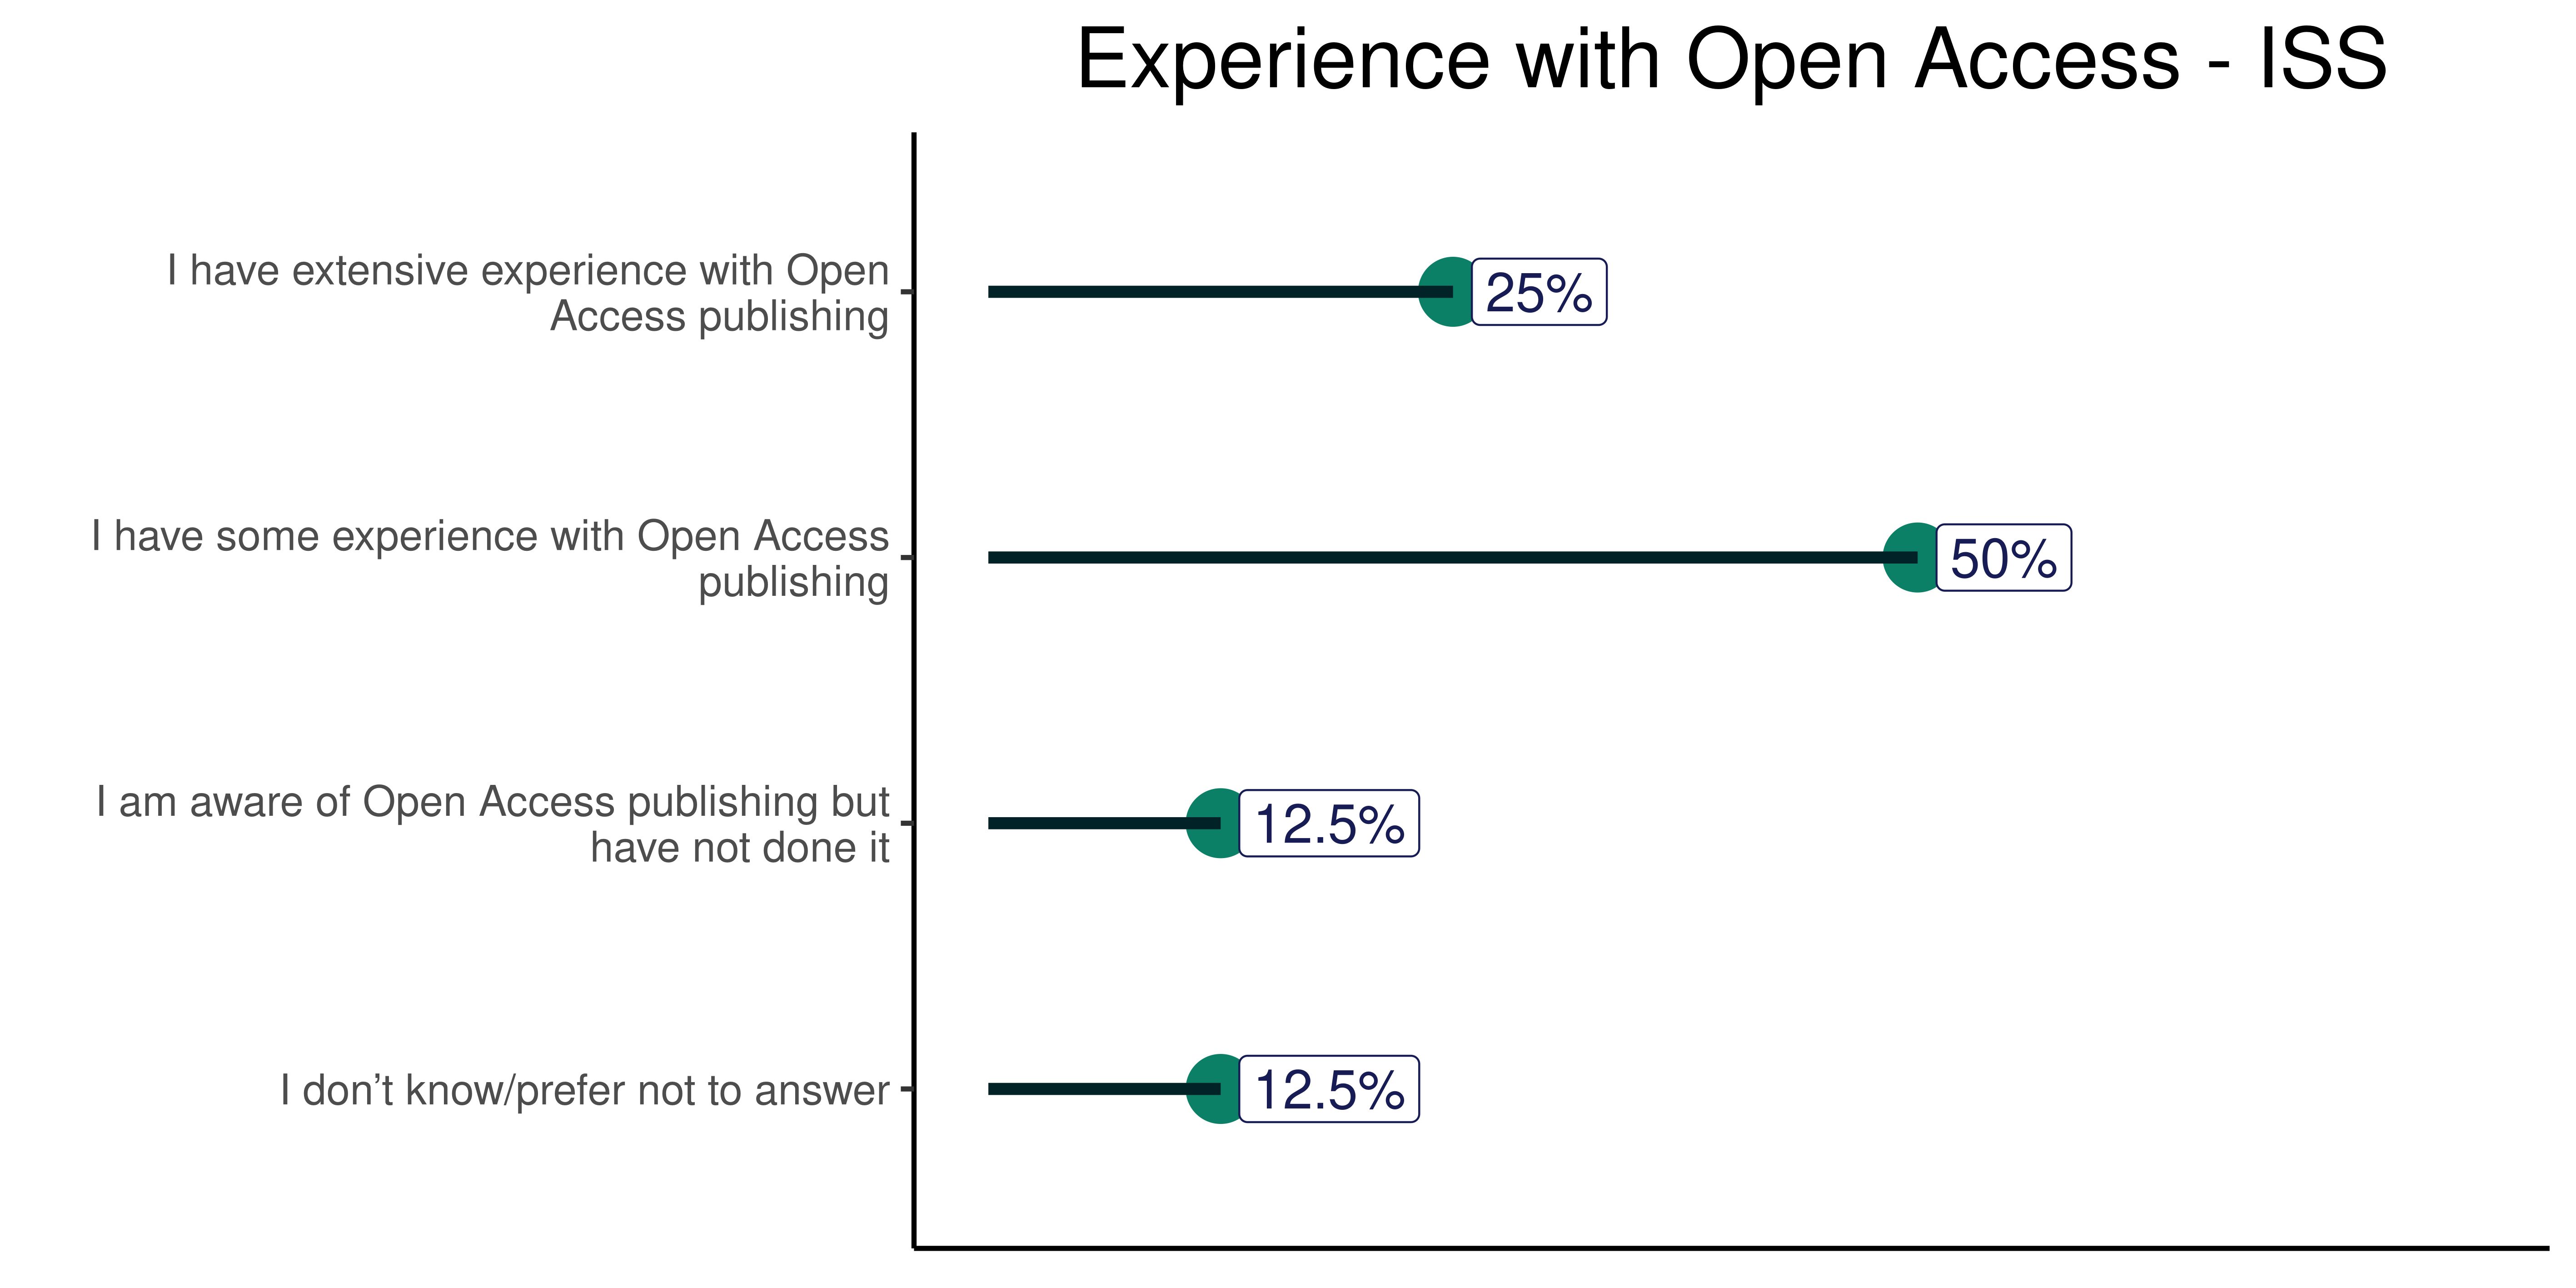 Experience with Open Access - ISS
I have extensive experience with Open
Access publishing
25%
I have some experience with Open Access
publishing
50%
I am aware of Open Access publishing but
have not done it
12.5%
I don’t know/prefer not to answer
12.5%